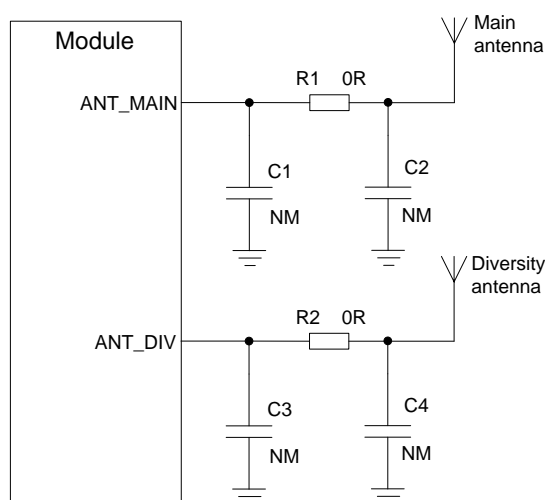 Module
Main
antenna
R1 0R
ANT_MAIN
C1
C2
NM
NM
Diversity
antenna
R2 0R
ANT_DIV
C3
C4
NM
NM